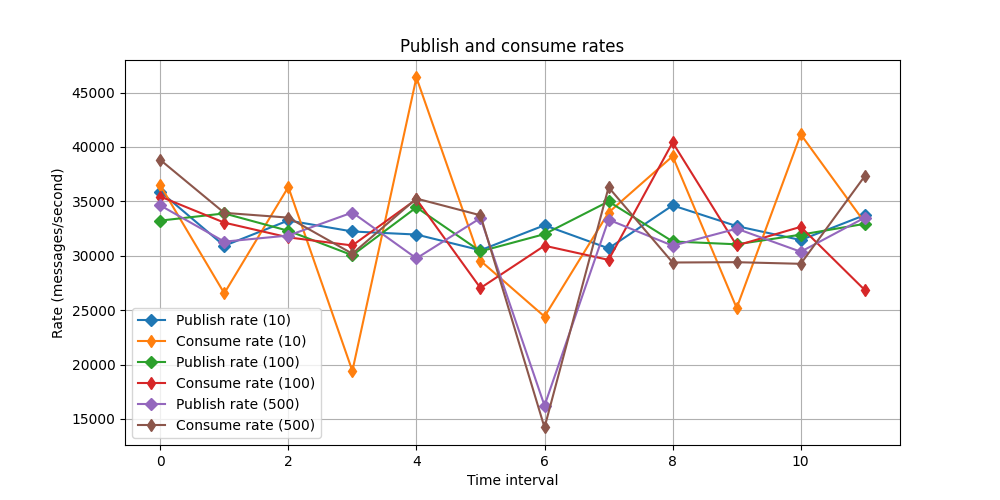 Publish and consume rates
45000
40000
35000
30000
25000
20000
15000
Rate (messages/second)
Publish rate (10)
Consume rate (10)
Publish rate (100)
Consume rate (100)
Publish rate (500)
Consume rate (500)
0 2 4 6 8 10
Time interval